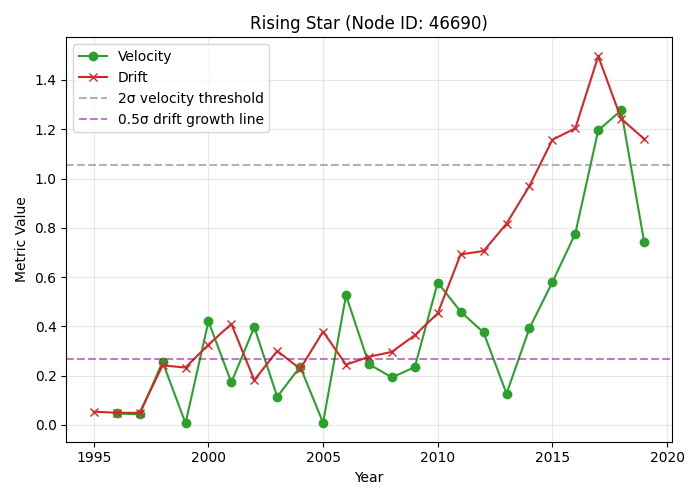 Rising Star (Node ID: 46690)
Velocity
Drift
2σ velocity threshold
0.5σ drift growth line
Metric Value
1.4
1.2
1.0
0.8
0.6
0.4
0.2
0.0
1995 2000 2005 2010 2015 2020
Year